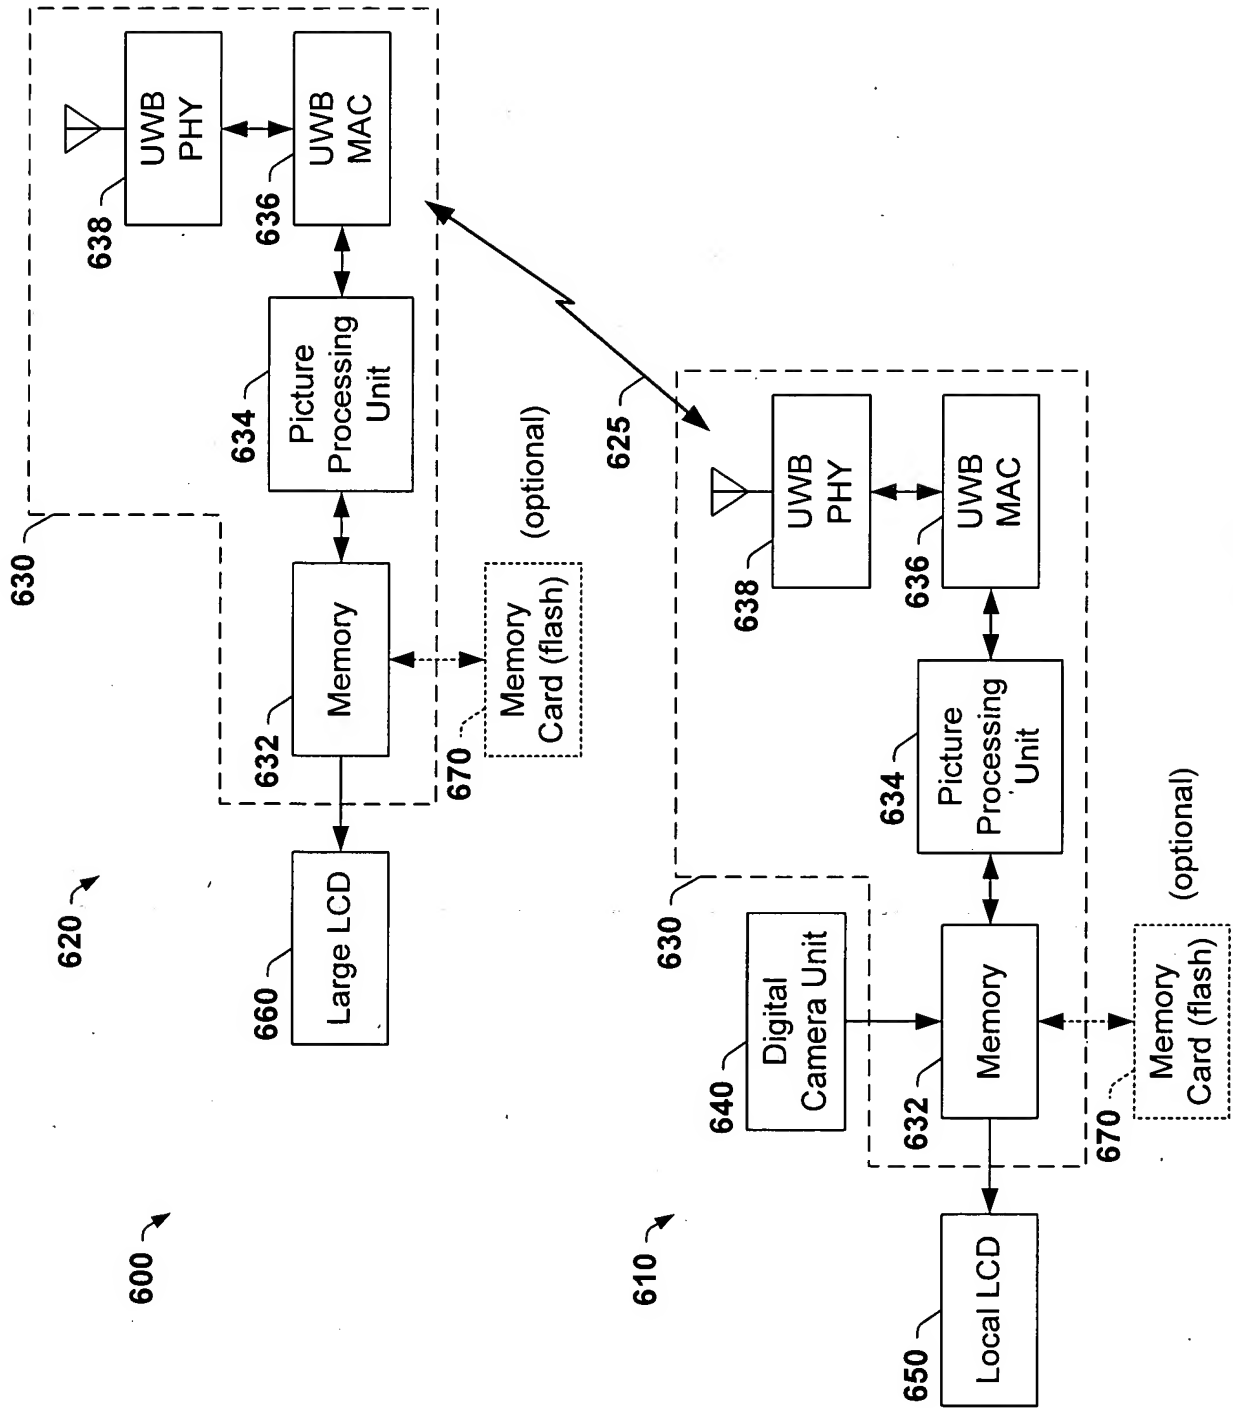 600
620
630
660
Large LCD
632
Memory
634
Picture
Processing
Unit
636
UWB
MAC
638
UWB
PHY
670
Memory
Card (flash)
(optional)
625
610
630
640
Digital
Camera Unit
650
Local LCD
632
Memory
634
Picture
Processing
Unit
636
UWB
MAC
638
UWB
PHY
670
Memory
Card (flash)
(optional)